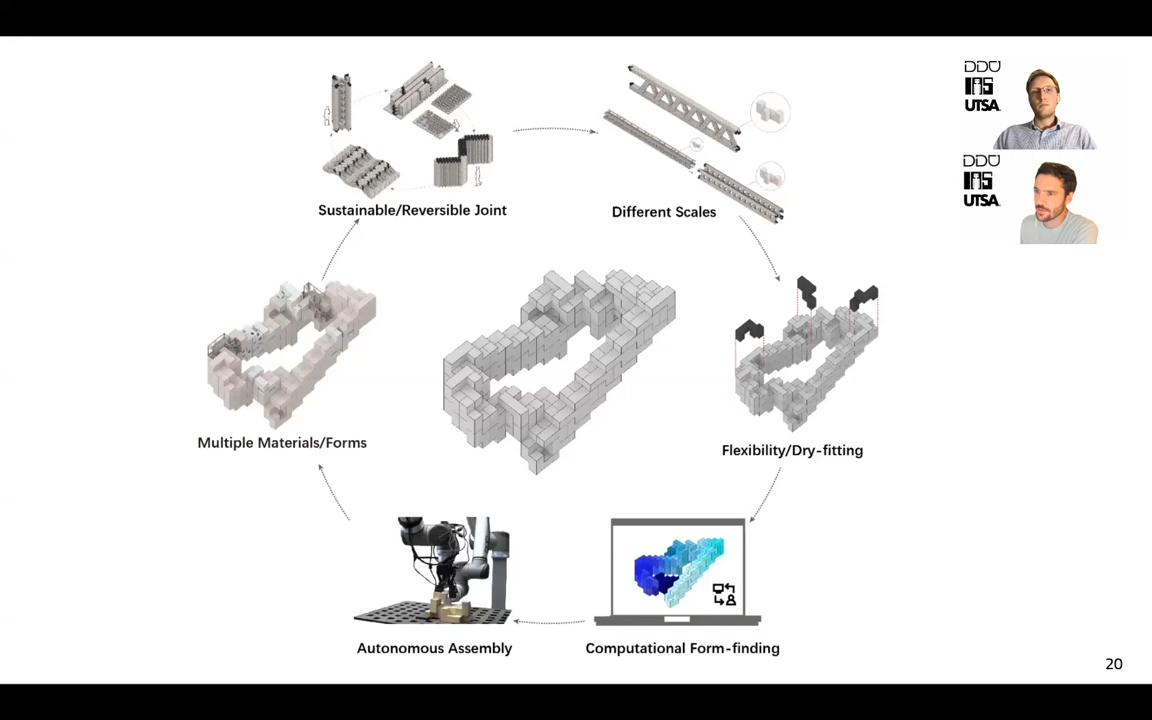 DDU
IAS
UTSA
DDU
IAS
UTSA
Sustainable/Reversible Joint
Different Scales
Multiple Materials/Forms
Flexibility/Dry-fitting
Autonomous Assembly
Computational Form-finding
20